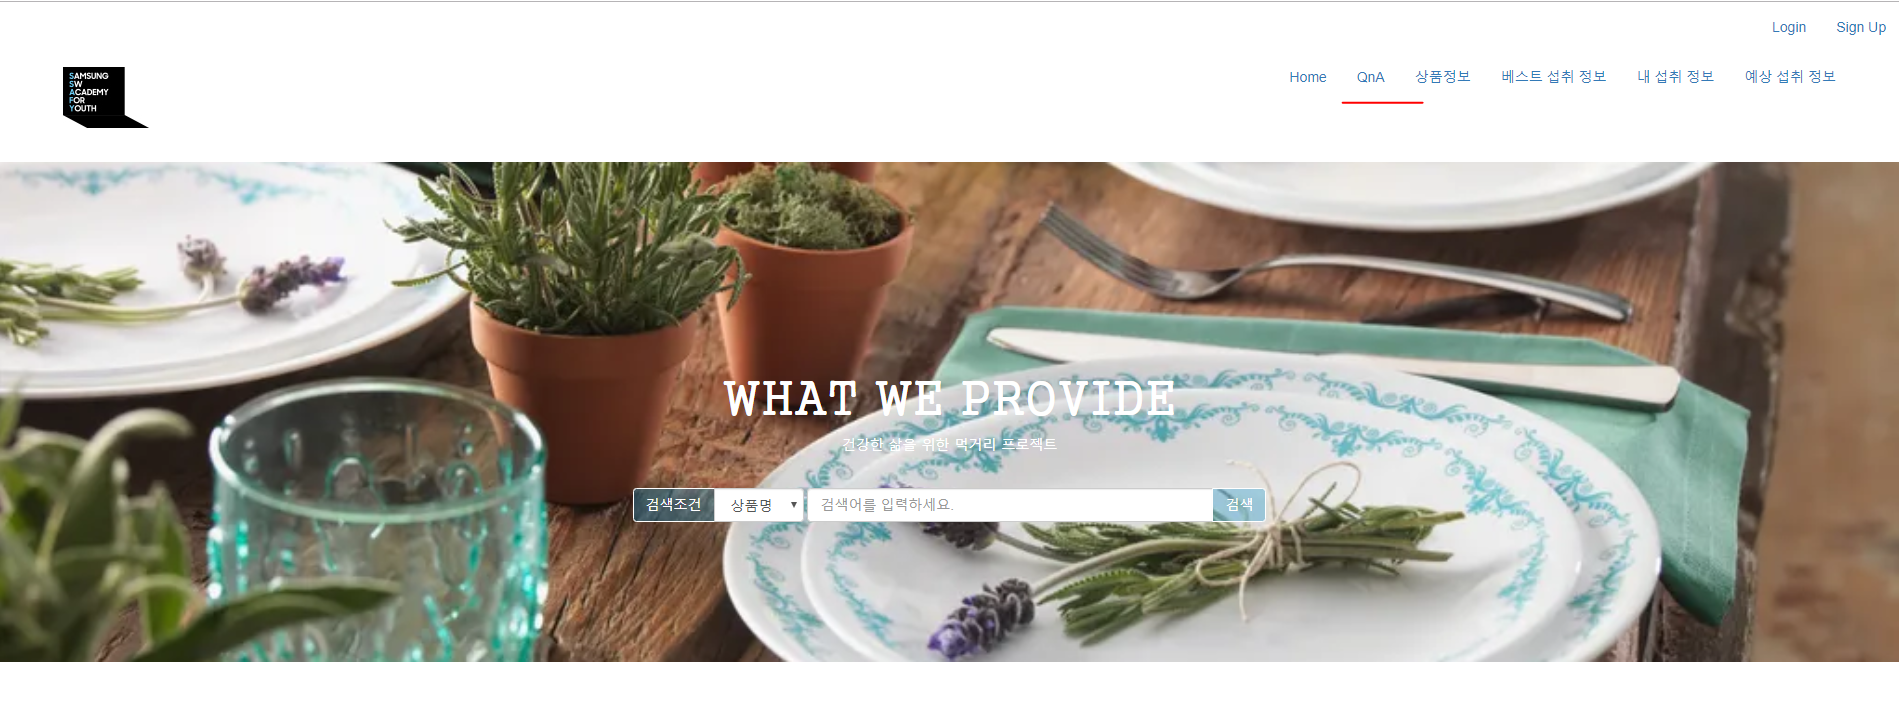 Login Sign Up
SAMSUNG
SW
ACADEMY
FOR
YOUTH
Home QnA 상품정보 베스트 섭취 정보 내 섭취 정보 예상 섭취 정보
WHAT WE PROVIDE
건강한 삶을 위한 먹거리 프로젝트
검색조건 상품명 검색어를 입력하세요. 검색